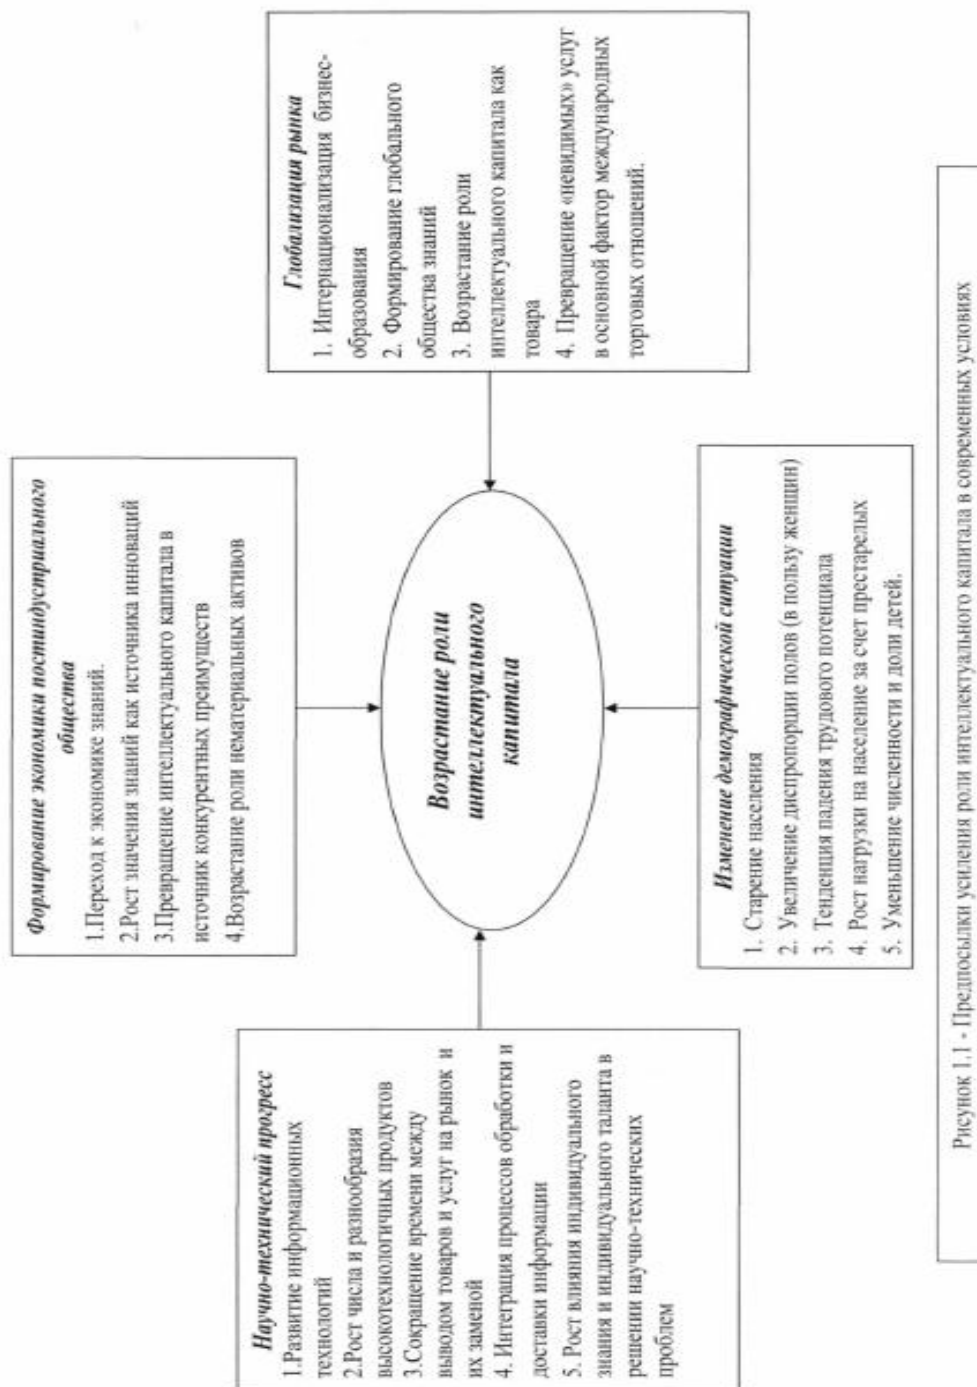 Формирование экономики постиндустриального
общества
1.Переход к экономике знаний.
2.Рост значения знаний как источника инноваций
3.Превращение интеллектуального капитала в
источник конкурентных преимуществ
4.Возрастание роли нематериальных активов
Научно-технический прогресс
1.Развитие информационных
технологий
2.Рост числа и разнообразия
высокотехнологичных продуктов
3.Сокращение времени между
выводом товаров и услуг на рынок и
их заменой
4. Интеграция процессов обработки и
доставки информации
5. Рост влияния индивидуального
знания и индивидуального таланта в
решении научно-технических
проблем
Возрастание роли
интеллектуального
капитала
Глобализация рынка
1. Интернационализация бизнес-
образования
2. Формирование глобального
общества знаний
3. Возрастание роли
интеллектуального капитала как
товара
4. Превращение «невидимых» услуг
в основной фактор международных
торговых отношений.
Изменение демографической ситуации
1. Старение населения
2. Увеличение диспропорции полов (в пользу женщин)
3. Тенденция падения трудового потенциала
4. Рост нагрузки на население за счет престарелых
5. Уменьшение численности и доли детей.
Рисунок 1.1 - Предпосылки усиления роли интеллектуального капитала в современных условиях